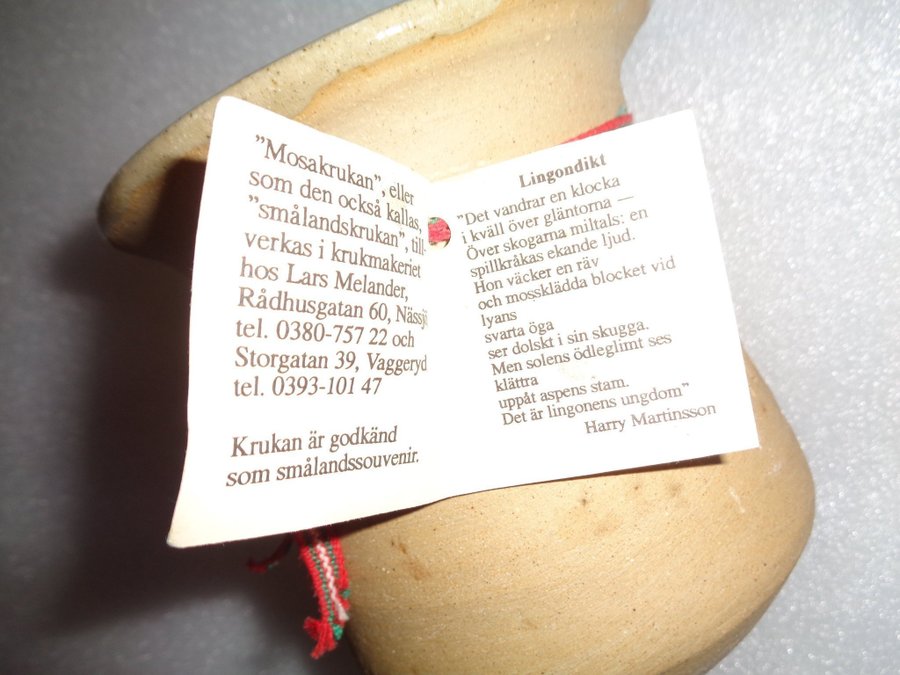 "Mosakrukan", eller
som den också kallas,
"smålandskrukan", till-
verkas i krukmakeriet
hos Lars Melander,
Rådhusgatan 60, Nässj
tel. 0380-757 22 och
Storgatan 39, Vaggeryd
tel. 0393-101 47
Krukan är godkänd
som smålandssouvenir.
Lingondikt
"Det vandrar en klocka
i kväll över gläntorna —
Över skogarna miltals: en
spillkråkas ekande ljud.
Hon väcker en räv
och mossklädda blocket vid
lyans
svarta öga
ser dolskt i sin skugga.
Men solens ödleglimt ses
klättra
uppåt aspens stam.
Det är lingonens ungdom"
Harry Martinsson